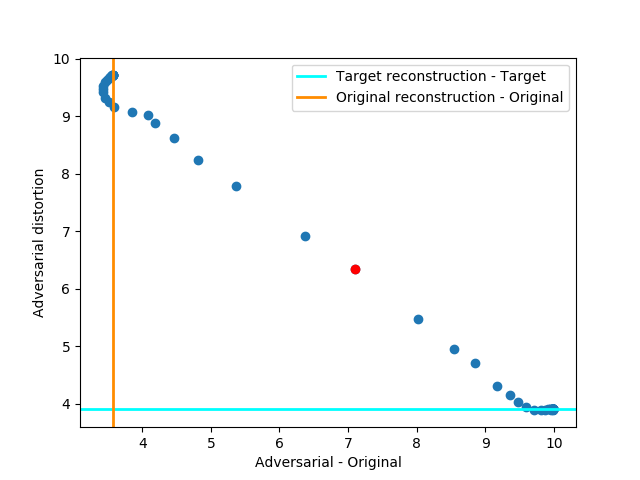 Target reconstruction - Target
Original reconstruction - Original
10
9
8
7
6
5
4
Adversarial distortion
4 5 6 7 8 9 10
Adversarial - Original